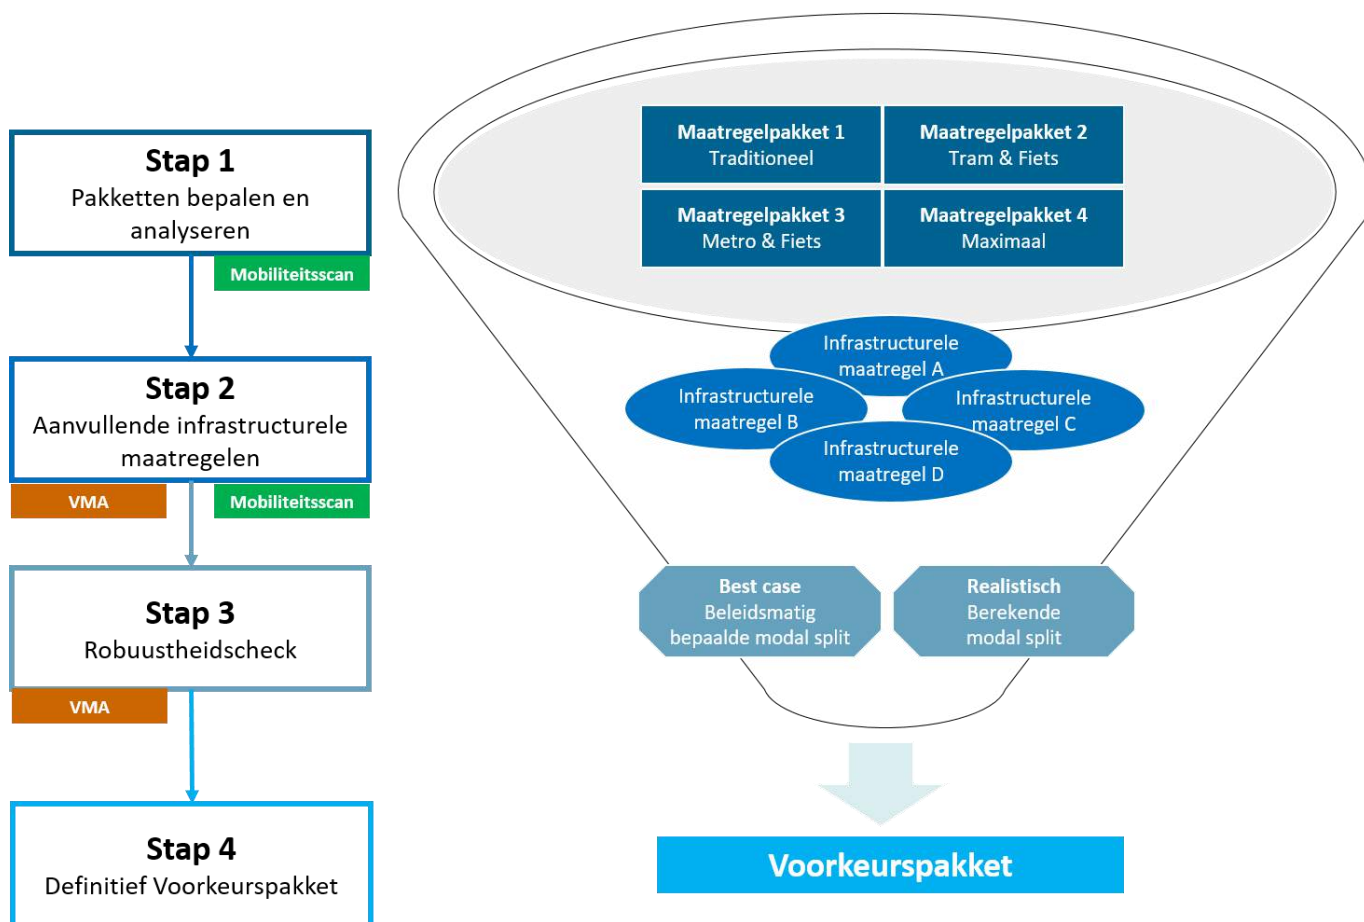 Stap 1
Pakketten bepalen en
analyseren
Mobiliteitsscan
Stap 2
Aanvullende infrastructurele
maatregelen
VMA
Mobiliteitsscan
Stap 3
Robuustheidscheck
VMA
Stap 4
Definitief Voorkeurspakket
Maatregelpakket 1
Traditioneel
Maatregelpakket 2
Tram & Fiets
Maatregelpakket 3
Metro & Fiets
Maatregelpakket 4
Maximaal
Infrastructurele
maatregel A
Infrastructurele
maatregel B
Infrastructurele
maatregel C
Infrastructurele
maatregel D
Best case
Beleidsmatig
bepaalde modal split
Realistisch
Berekende
modal split
Voorkeurspakket